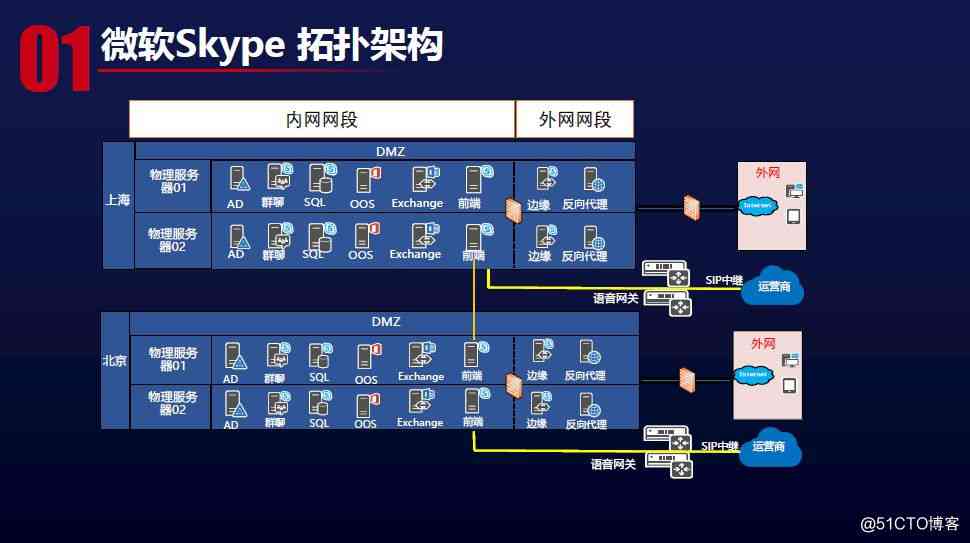 01 微软Skype 拓扑架构
内网网段 外网网段
DMZ
上海
物理服务
器01
AD 群聊 SQL OOS Exchange 前端 边缘 反向代理
物理服务
器02
AD 群聊 SQL OOS Exchange 前端 边缘 反向代理
外网
Internet
语音网关
SIP中继
运营商
DMZ
北京
物理服务
器01
AD 群聊 SQL OOS Exchange 前端 边缘 反向代理
物理服务
器02
AD 群聊 SQL OOS Exchange 前端 边缘 反向代理
外网
Internet
语音网关
SIP中继
运营商
@51CTO博客